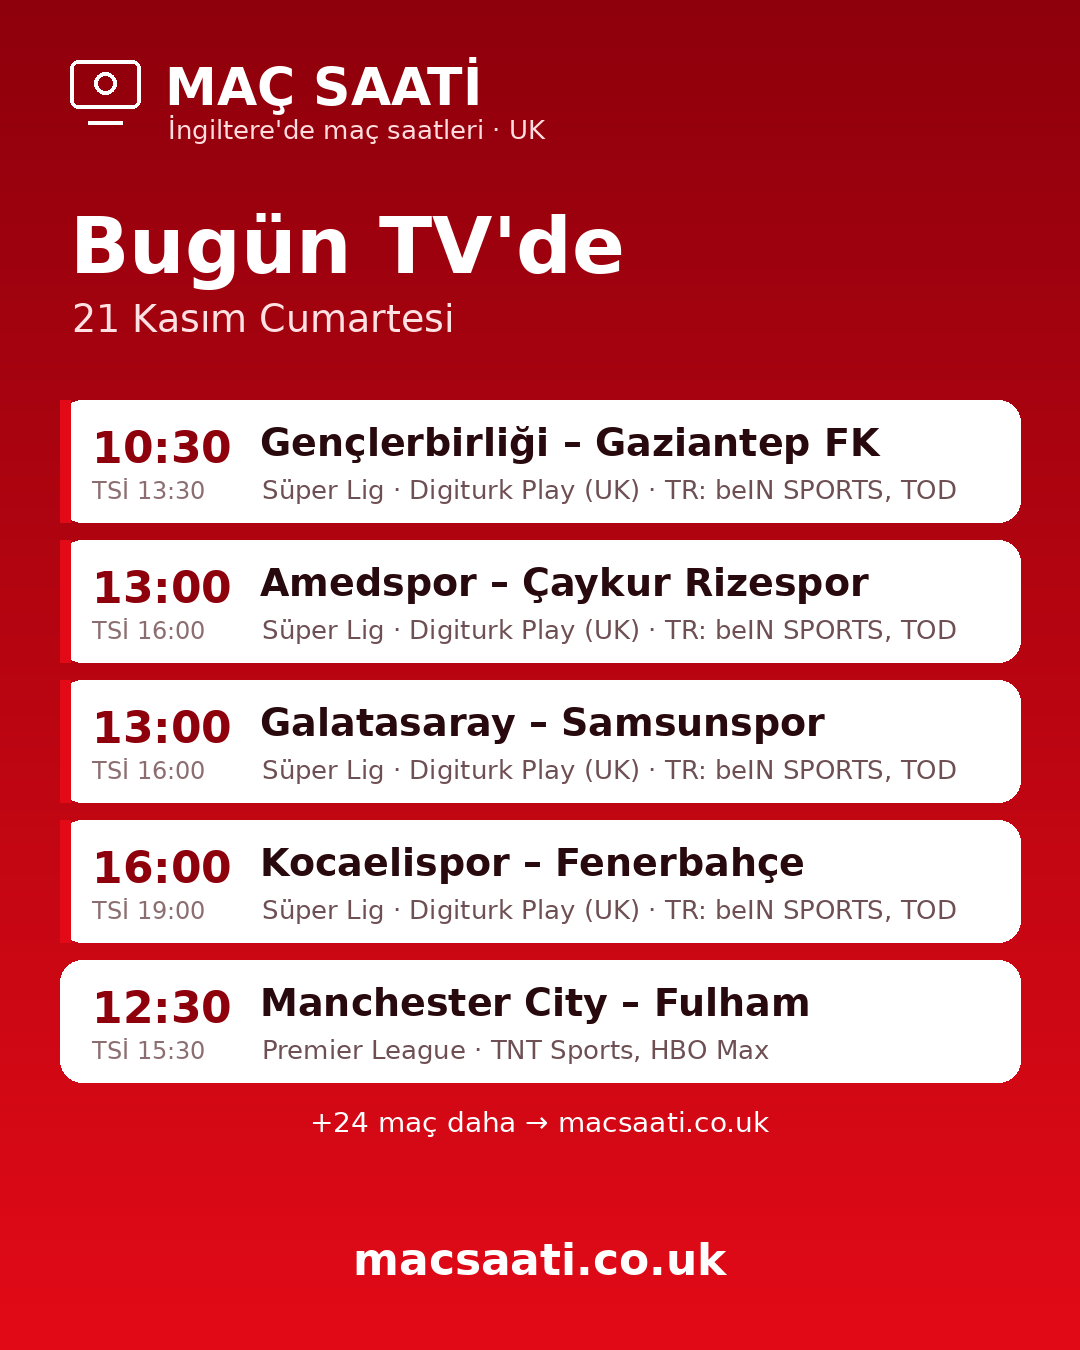 MAÇ SAATİ
İngiltere'de maç saatleri · UK
Bugün TV'de
21 Kasım Cumartesi
10:30 Gençlerbirliği – Gaziantep FK
TSİ 13:30 Süper Lig · Digiturk Play (UK) · TR: beIN SPORTS, TOD
13:00 Amedspor – Çaykur Rizespor
TSİ 16:00 Süper Lig · Digiturk Play (UK) · TR: beIN SPORTS, TOD
13:00 Galatasaray – Samsunspor
TSİ 16:00 Süper Lig · Digiturk Play (UK) · TR: beIN SPORTS, TOD
16:00 Kocaelispor – Fenerbahçe
TSİ 19:00 Süper Lig · Digiturk Play (UK) · TR: beIN SPORTS, TOD
12:30 Manchester City – Fulham
TSİ 15:30 Premier League · TNT Sports, HBO Max
+24 maç daha → macsaati.co.uk
macsaati.co.uk